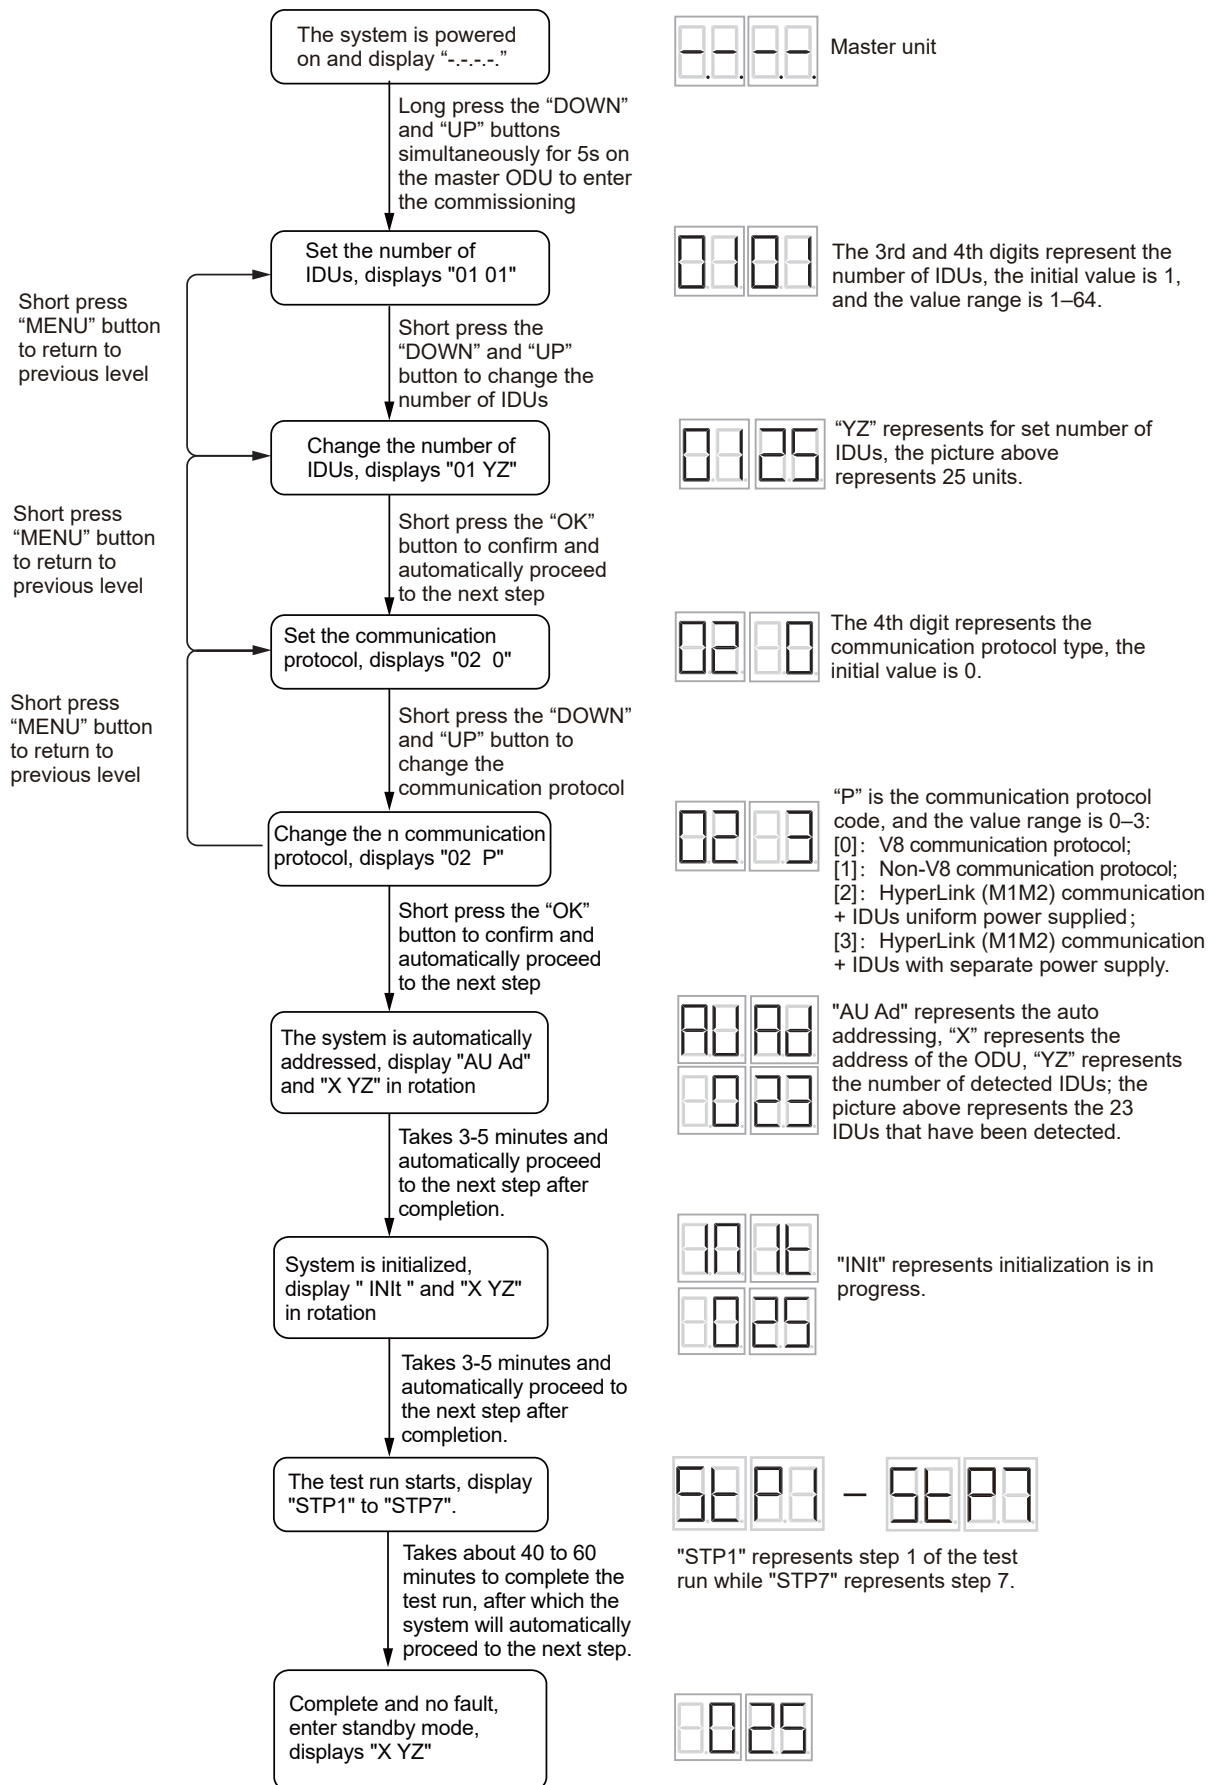 The system is powered
on and display “-.-.-.-.”
Master unit
Long press the “DOWN”
and “UP” buttons
simultaneously for 5s on
the master ODU to enter
the commissioning
Set the number of
IDUs, displays "01 01"
0101
The 3rd and 4th digits represent the
number of IDUs, the initial value is 1,
and the value range is 1–64.
Short press
“MENU” button
to return to
previous level
Short press the
“DOWN” and “UP”
button to change the
number of IDUs
Change the number of
IDUs, displays "01 YZ"
0125
“YZ” represents for set number of
IDUs, the picture above
represents 25 units.
Short press
“MENU” button
to return to
previous level
Short press the “OK”
button to confirm and
automatically proceed
to the next step
Set the communication
protocol, displays "02  0"
02 0
The 4th digit represents the
communication protocol type, the
initial value is 0.
Short press
“MENU” button
to return to
previous level
Short press the “DOWN”
and “UP” button to
change the
communication protocol
Change the n communication
protocol, displays "02  P"
02 3
“P” is the communication protocol
code, and the value range is 0–3:
[0]: V8 communication protocol;
[1]: Non-V8 communication protocol;
[2]: HyperLink (M1M2) communication
+ IDUs uniform power supplied;
[3]: HyperLink (M1M2) communication
+ IDUs with separate power supply.
Short press the “OK”
button to confirm and
automatically proceed
to the next step
The system is automatically
addressed, display "AU Ad"
and "X YZ" in rotation
AU Ad
023
"AU Ad" represents the auto
addressing, “X” represents the
address of the ODU, “YZ” represents
the number of detected IDUs; the
picture above represents the 23
IDUs that have been detected.
Takes 3-5 minutes and
automatically proceed
to the next step after
completion.
System is initialized,
display " INIt " and "X YZ"
in rotation
INIt
025
"INIt" represents initialization is in
progress.
Takes 3-5 minutes and
automatically proceed to
the next step after
completion.
The test run starts, display
"STP1" to "STP7".
StP1 – StP7
"STP1" represents step 1 of the test
run while "STP7" represents step 7.
Takes about 40 to 60
minutes to complete the
test run, after which the
system will automatically
proceed to the next step.
Complete and no fault,
enter standby mode,
displays "X YZ"
025